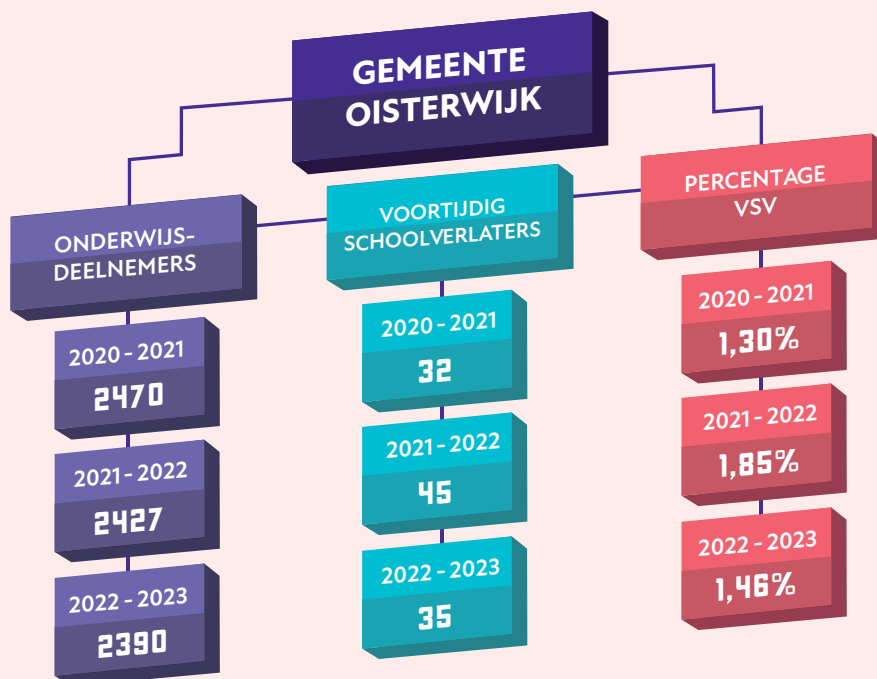 GEMEENTE
OISTERWIJK
ONDERWIJS-
DEELNEMERS
2020 - 2021
2470
2021 - 2022
2427
2022 - 2023
2390
VOORTIJDIG
SCHOOLVERLATERS
2020 - 2021
32
2021 - 2022
45
2022 - 2023
35
PERCENTAGE
VSV
2020 - 2021
1,30%
2021 - 2022
1,85%
2022 - 2023
1,46%